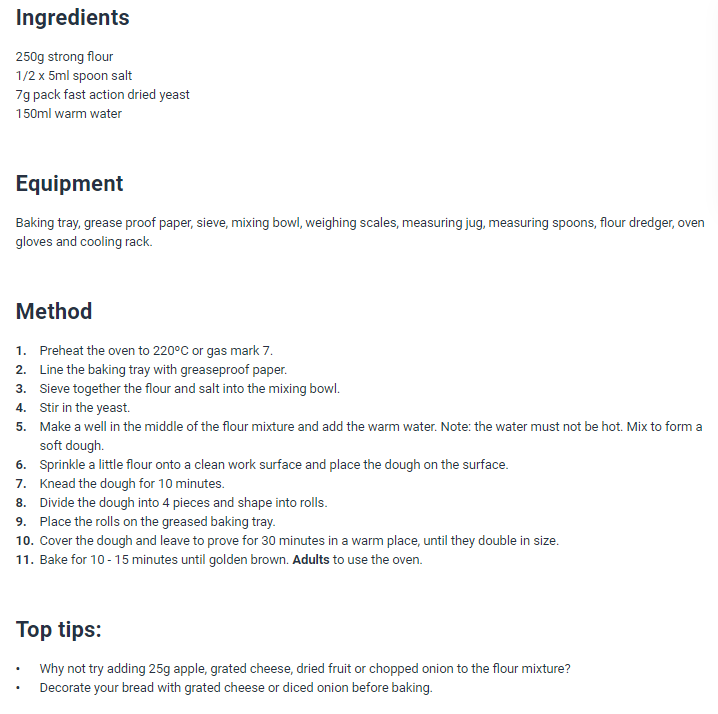 Ingredients
250g strong flour
1/2 x 5ml spoon salt
7g pack fast action dried yeast
150ml warm water
Equipment
Baking tray, grease proof paper, sieve, mixing bowl, weighing scales, measuring jug, measuring spoons, flour dredger, oven
gloves and cooling rack.
Method
1. Preheat the oven to 220ºC or gas mark 7.
2. Line the baking tray with greaseproof paper.
3. Sieve together the flour and salt into the mixing bowl.
4. Stir in the yeast.
5. Make a well in the middle of the flour mixture and add the warm water. Note: the water must not be hot. Mix to form a
soft dough.
6. Sprinkle a little flour onto a clean work surface and place the dough on the surface.
7. Knead the dough for 10 minutes.
8. Divide the dough into 4 pieces and shape into rolls.
9. Place the rolls on the greased baking tray.
10. Cover the dough and leave to prove for 30 minutes in a warm place, until they double in size.
11. Bake for 10 - 15 minutes until golden brown. Adults to use the oven.
Top tips:
• Why not try adding 25g apple, grated cheese, dried fruit or chopped onion to the flour mixture?
• Decorate your bread with grated cheese or diced onion before baking.